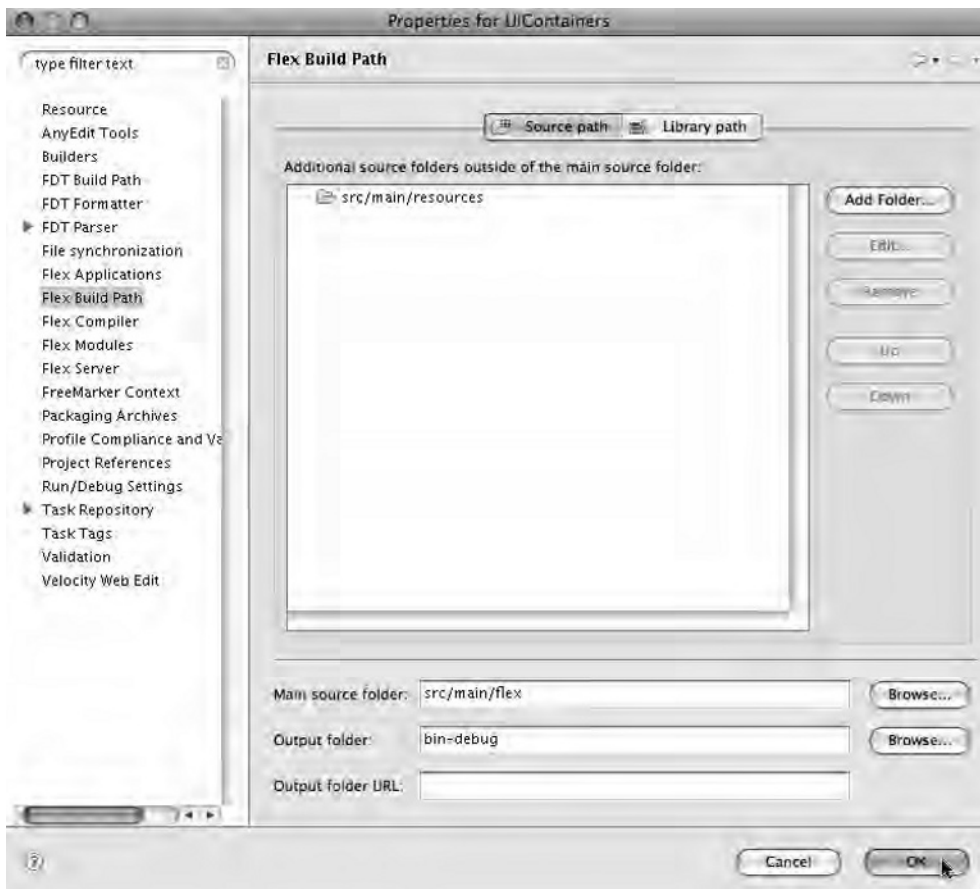 Properties for UIContainers
type filter text
Resource
AnyEdit Tools
Builders
FDT Build Path
FDT Formatter
FDT Parser
File synchronization
Flex Applications
Flex Build Path
Flex Compiler
Flex Modules
Flex Server
FreeMarker Context
Packaging Archives
Profile Compliance and Va
Project References
Run/Debug Settings
Task Repository
Task Tags
Validation
Velocity Web Edit
Flex Build Path
Source path
Library path
Additional source folders outside of the main source folder:
src/main/resources
Add Folder...
Edit...
Remove
Up
Down
Main source folder: src/main/flex
Browse...
Output folder: bin-debug
Browse...
Output folder URL:
Cancel
OK